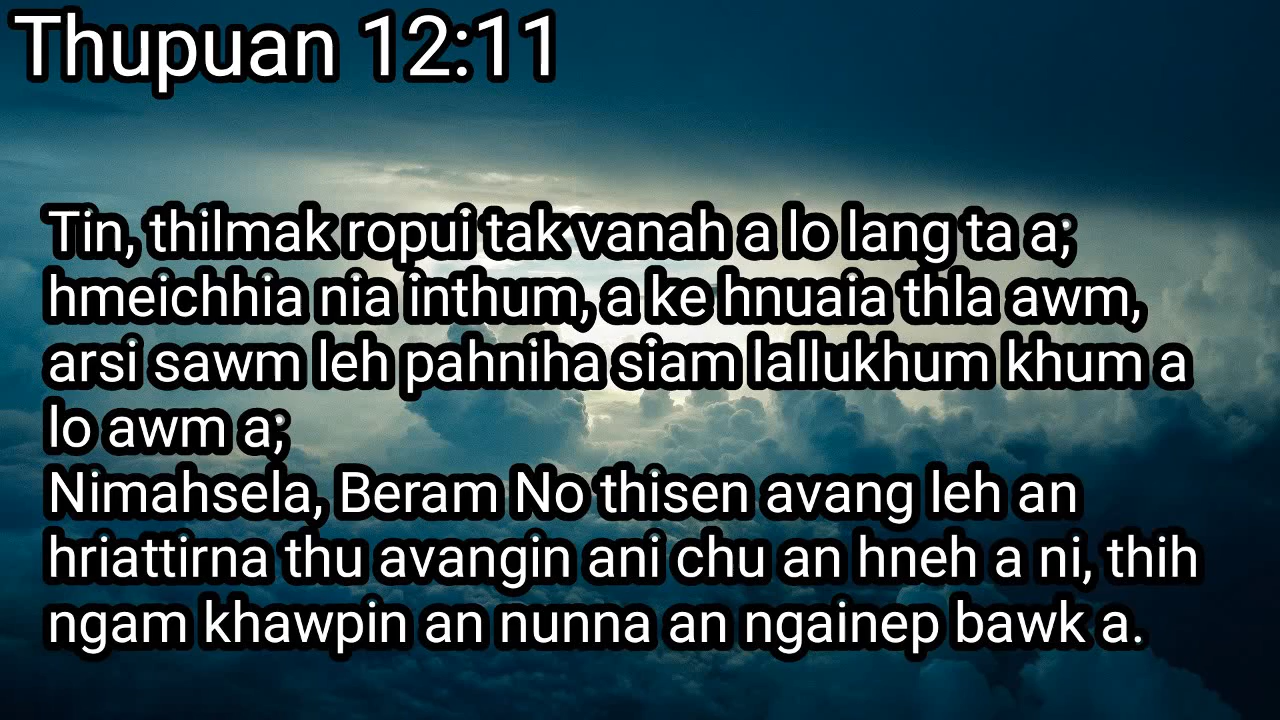 Thupuan 12:11
Tin, thilmak ropui tak vanah a lo lang ta a;
hmeichhia nia inthum, a ke hnuaia thla awm,
arsi sawm leh pahniha siam lallukhum khum a
lo awm a;
Nimahsela, Beram No thisen avang leh an
hriattirna thu avangin ani chu an hneh a ni, thih
ngam khawpin an nunna an ngainep bawk a.